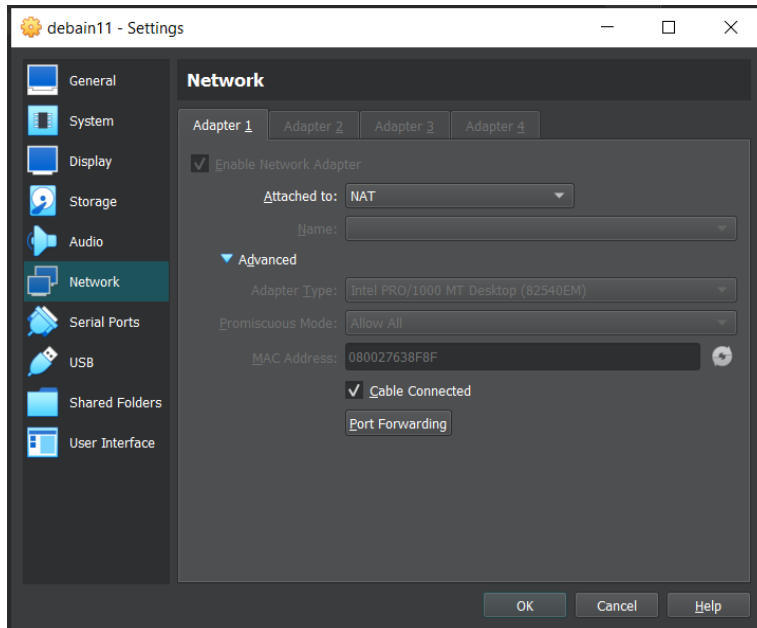 debain11 - Settings
General
System
Display
Storage
Audio
Network
Serial Ports
USB
Shared Folders
User Interface
Network
Adapter 1 Adapter 2 Adapter 3 Adapter 4
Enable Network Adapter
Attached to: NAT
Name:
Advanced
Adapter Type: Intel PRO/1000 MT Desktop (82540EM)
Promiscuous Mode: Allow All
MAC Address: 080027638F8F
Cable Connected
Port Forwarding
OK Cancel Help